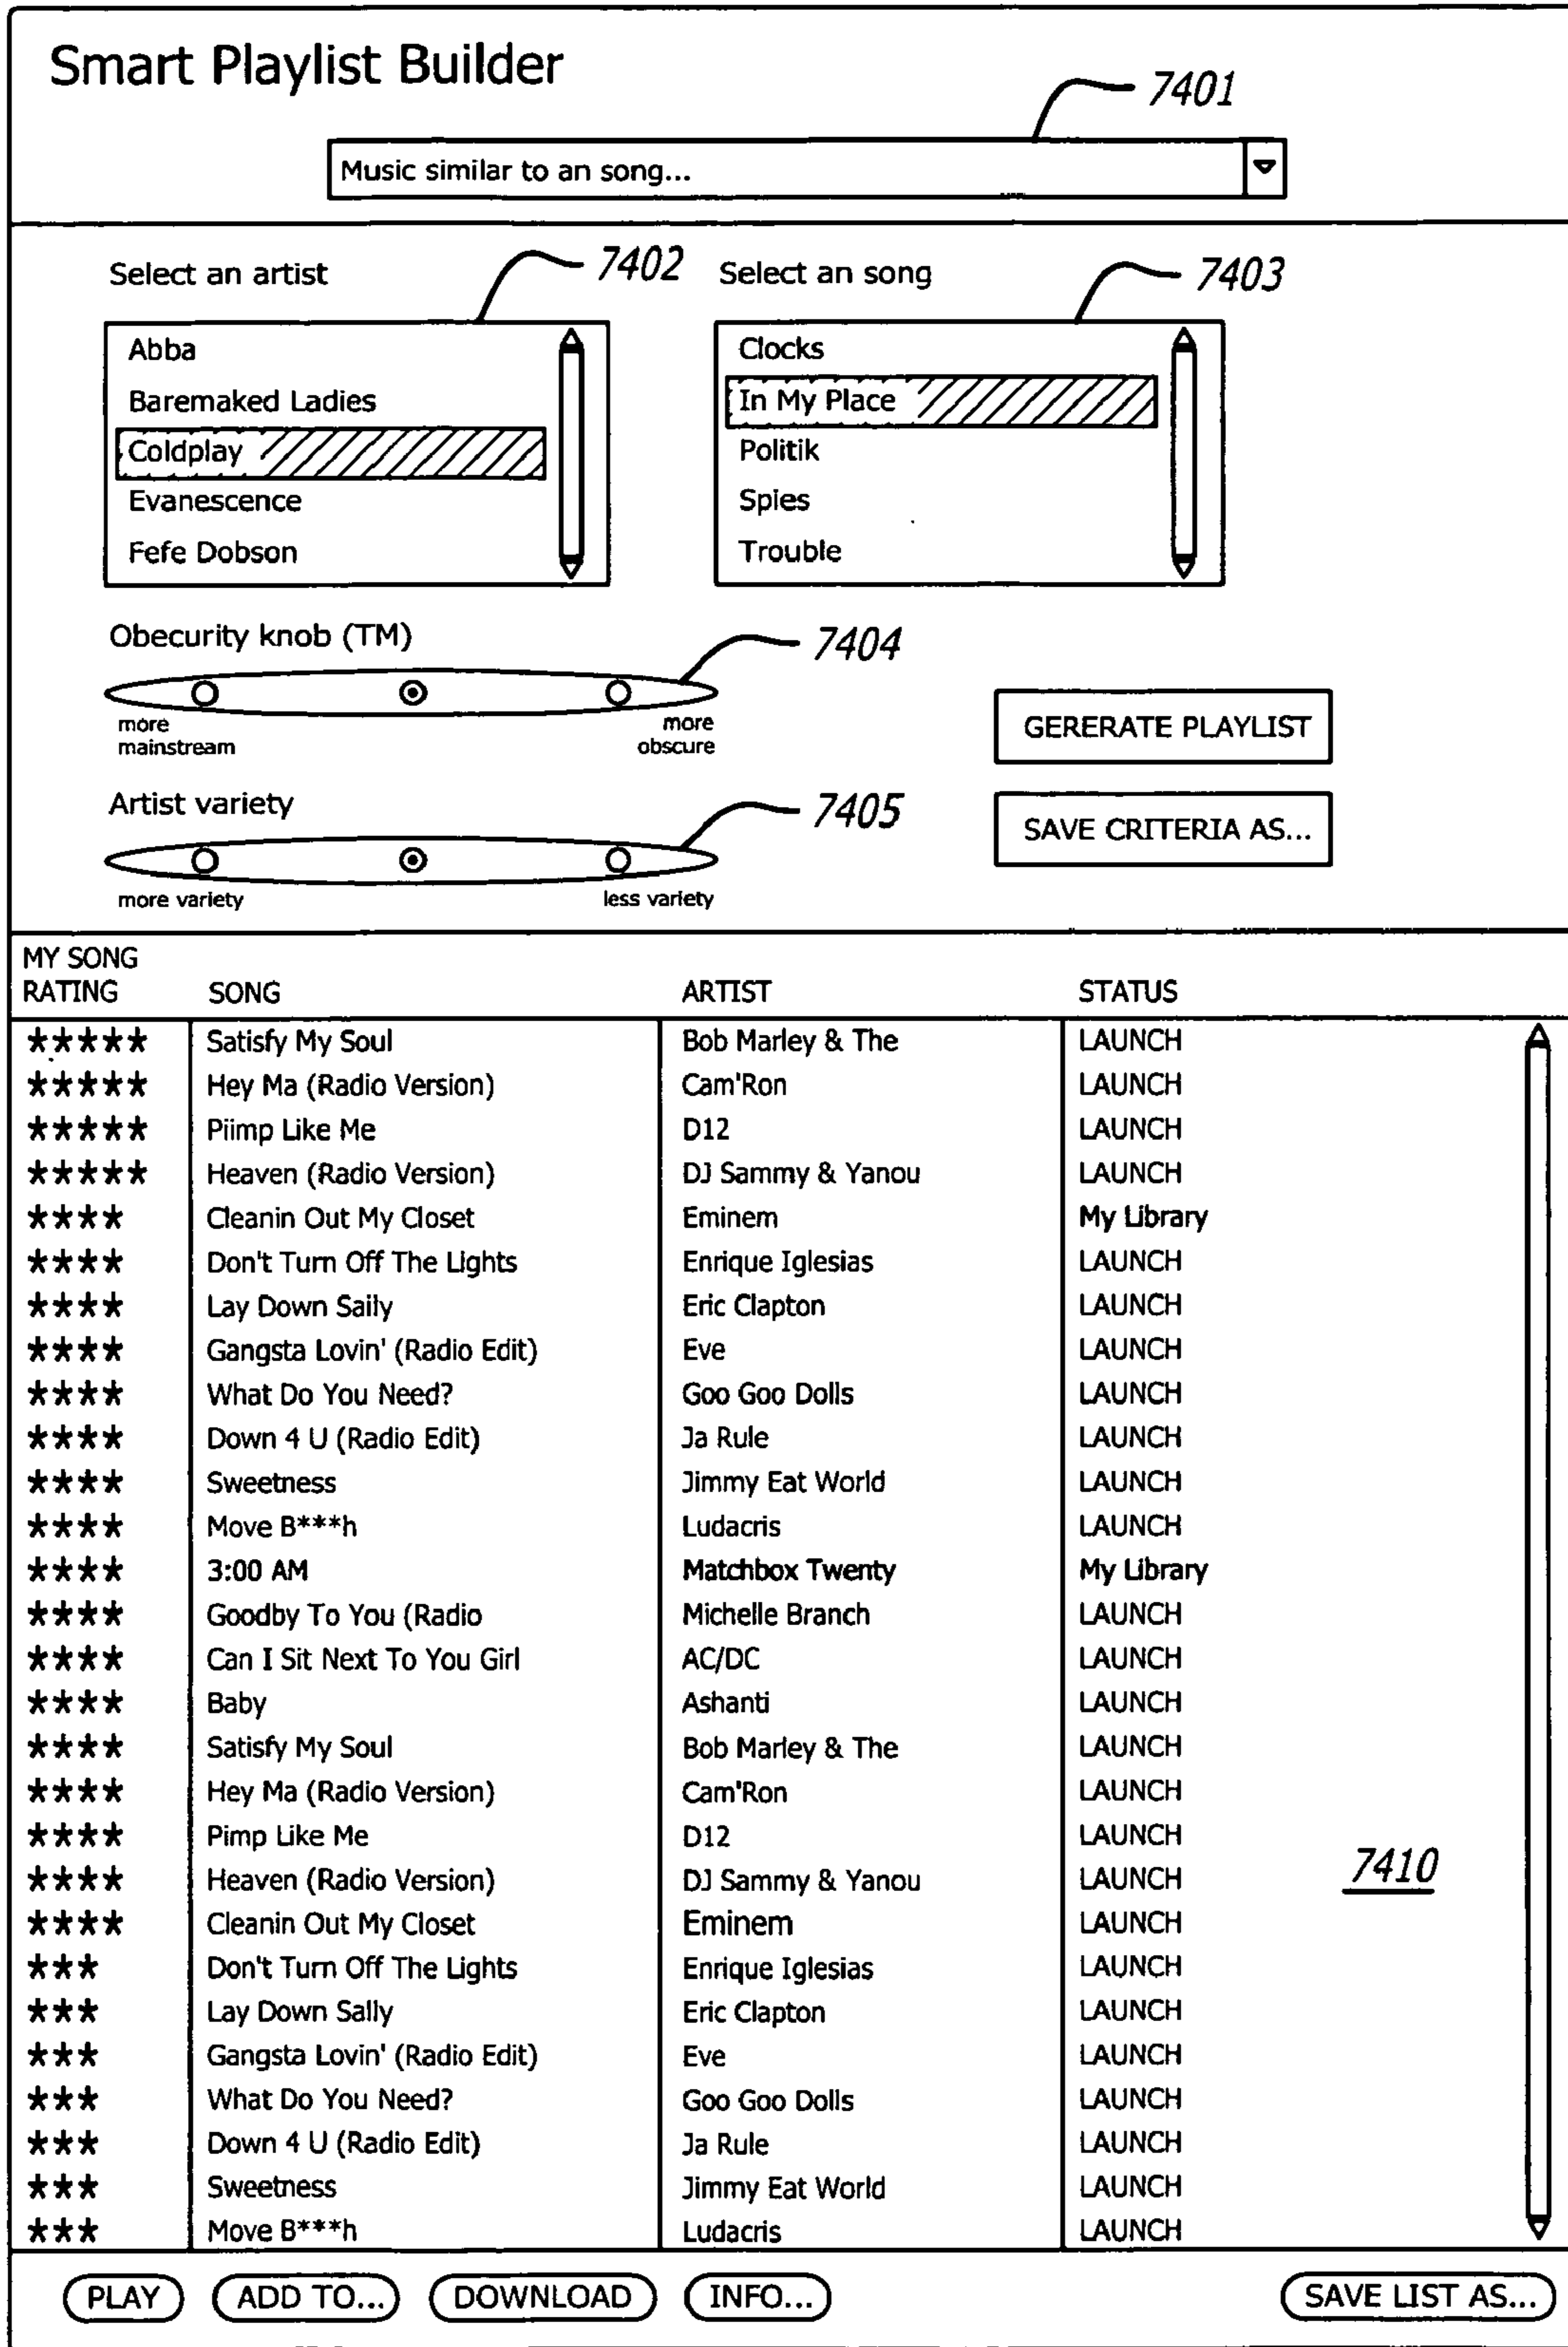 Smart Playlist Builder
7401
Music similar to an song...
Select an artist
7402
Select an song
7403
Abba
Baremaked Ladies
Coldplay
Evanescence
Fefe Dobson
Clocks
In My Place
Politik
Spies
Trouble
Obecurity knob (TM)
7404
more mainstream
more obscure
GERERATE PLAYLIST
Artist variety
7405
SAVE CRITERIA AS...
more variety
less variety
MY SONG RATING SONG ARTIST STATUS
***** Satisfy My Soul Bob Marley & The LAUNCH
***** Hey Ma (Radio Version) Cam'Ron LAUNCH
***** Piimp Like Me D12 LAUNCH
***** Heaven (Radio Version) DJ Sammy & Yanou LAUNCH
**** Cleanin Out My Closet Eminem My Library
**** Don't Turn Off The Lights Enrique Iglesias LAUNCH
**** Lay Down Saily Eric Clapton LAUNCH
**** Gangsta Lovin' (Radio Edit) Eve LAUNCH
**** What Do You Need? Goo Goo Dolls LAUNCH
**** Down 4 U (Radio Edit) Ja Rule LAUNCH
**** Sweetness Jimmy Eat World LAUNCH
**** Move B***h Ludacris LAUNCH
**** 3:00 AM Matchbox Twenty My Library
**** Goodby To You (Radio Michelle Branch LAUNCH
**** Can I Sit Next To You Girl AC/DC LAUNCH
**** Baby Ashanti LAUNCH
**** Satisfy My Soul Bob Marley & The LAUNCH
**** Hey Ma (Radio Version) Cam'Ron LAUNCH
**** Pimp Like Me D12 LAUNCH
**** Heaven (Radio Version) DJ Sammy & Yanou LAUNCH
7410
**** Cleanin Out My Closet Eminem LAUNCH
*** Don't Turn Off The Lights Enrique Iglesias LAUNCH
*** Lay Down Sally Eric Clapton LAUNCH
*** Gangsta Lovin' (Radio Edit) Eve LAUNCH
*** What Do You Need? Goo Goo Dolls LAUNCH
*** Down 4 U (Radio Edit) Ja Rule LAUNCH
*** Sweetness Jimmy Eat World LAUNCH
*** Move B***h Ludacris LAUNCH
PLAY ADD TO... DOWNLOAD INFO... SAVE LIST AS...